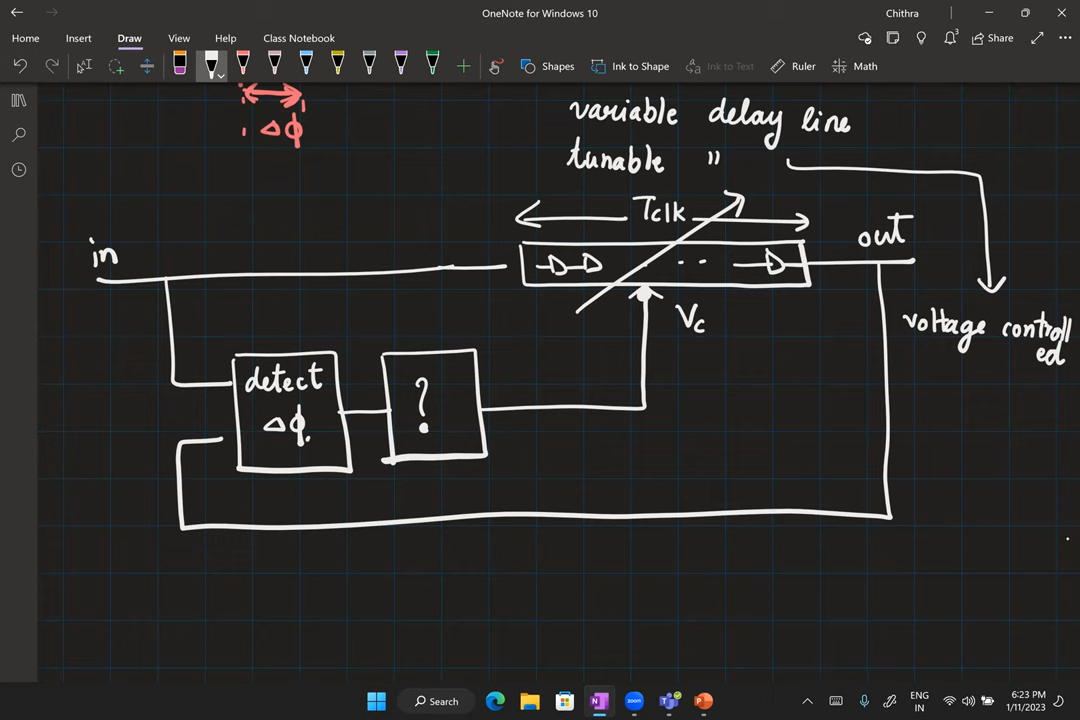 OneNote for Windows 10
Chithra
Home Insert Draw View Help Class Notebook Share
Shapes Ink to Shape Ink to Text Ruler Math
Δϕ
variable delay line
tunable "
Tclk
in
out
Vc
voltage controll
ed
detect
Δϕ
?
Search
zoom
ENG
IN
6:23 PM
1/11/2023